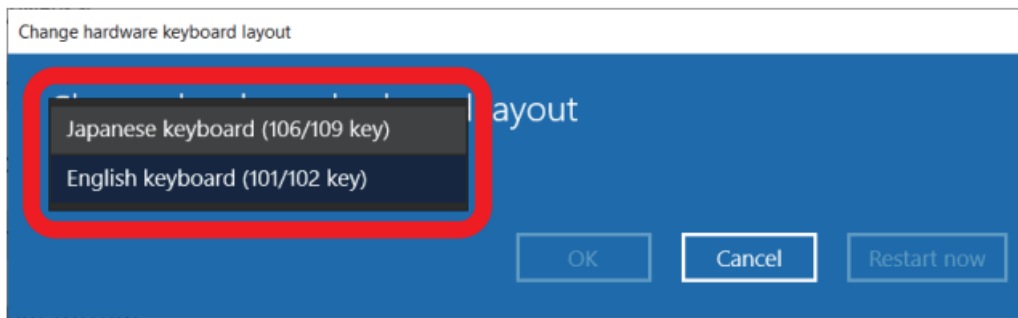 Change hardware keyboard layout
ayout
Japanese keyboard (106/109 key)
English keyboard (101/102 key)
OK
Cancel
Restart now